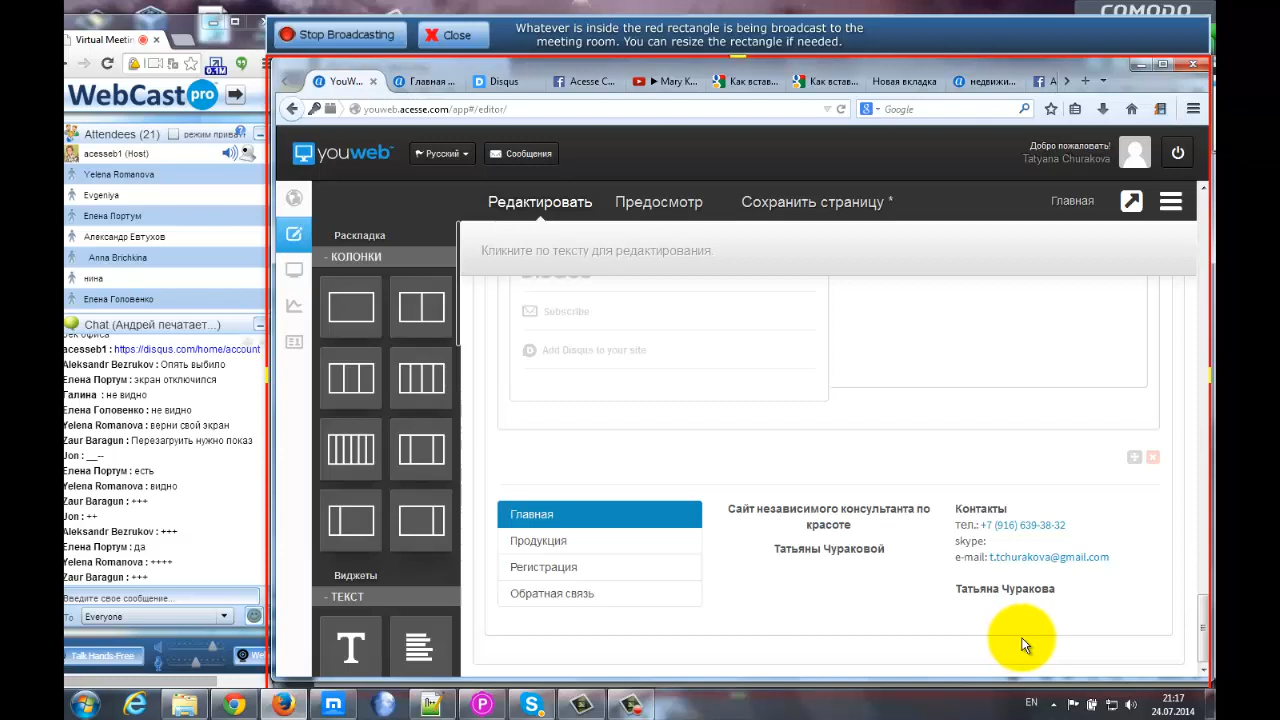 COMODO
Stop Broadcasting
Close
Whatever is inside the red rectangle is being broadcast to the
meeting room. You can resize the rectangle if needed.
Virtual Meeti
YouW...
Главная ...
Disqus
Acesse C...
▶ Mary K...
Как встав...
Как встав...
Новая вкладка
недвижи...
A
0.1M
WebCast pro
youweb.acesse.com/app#/editor/
Google
Attendees (21)
режим приват
acesseb1 (Host)
Yelena Romanova
Evgeniya
Елена Портум
Александр Евтухов
Anna Brichkina
нина
Елена Головенко
youweb
Русский
Сообщения
Добро пожаловать!
Tatyana Churakova
Редактировать
Предосмотр
Сохранить страницу *
Главная
Раскладка
- КОЛОНКИ
Кликните по тексту для редактирования.
Subscribe
Add Disqus to your site
Chat (Андрей печатает...)
acesseb1 : https://disqus.com/home/account
Aleksandr Bezrukov : Опять выбило
Елена Портум : экран отключился
Галина : не видно
Елена Головенко : не видно
Yelena Romanova : верни свой экран
Zaur Baragun : Перезагрузить нужно показ
Jon : __--
Елена Портум : есть
Yelena Romanova : видно
Zaur Baragun : +++
Jon : ++
Aleksandr Bezrukov : +++
Елена Портум : да
Yelena Romanova : ++++
Zaur Baragun : +++
Введите свое сообщение...
To
Everyone
Talk Hands-Free
Виджеты
- ТЕКСТ
T
Главная
Продукция
Регистрация
Обратная связь
Сайт независимого консультанта по
красоте
Татьяны Чураковой
Контакты
тел.: +7 (916) 639-38-32
skype:
e-mail: t.tchurakova@gmail.com
Татьяна Чуракова
EN
21:17
24.07.2014